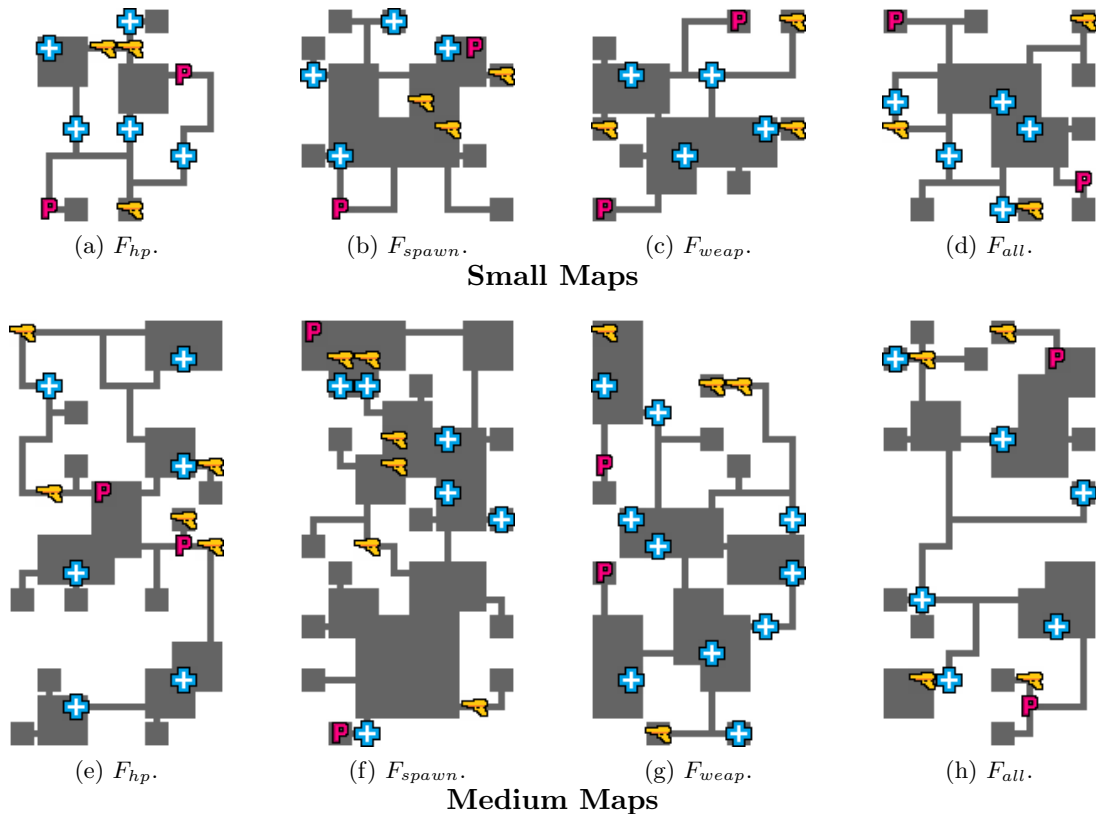 (a) F_hp. (b) F_spawn. (c) F_weap. (d) F_all.
Small Maps
(e) F_hp. (f) F_spawn. (g) F_weap. (h) F_all.
Medium Maps